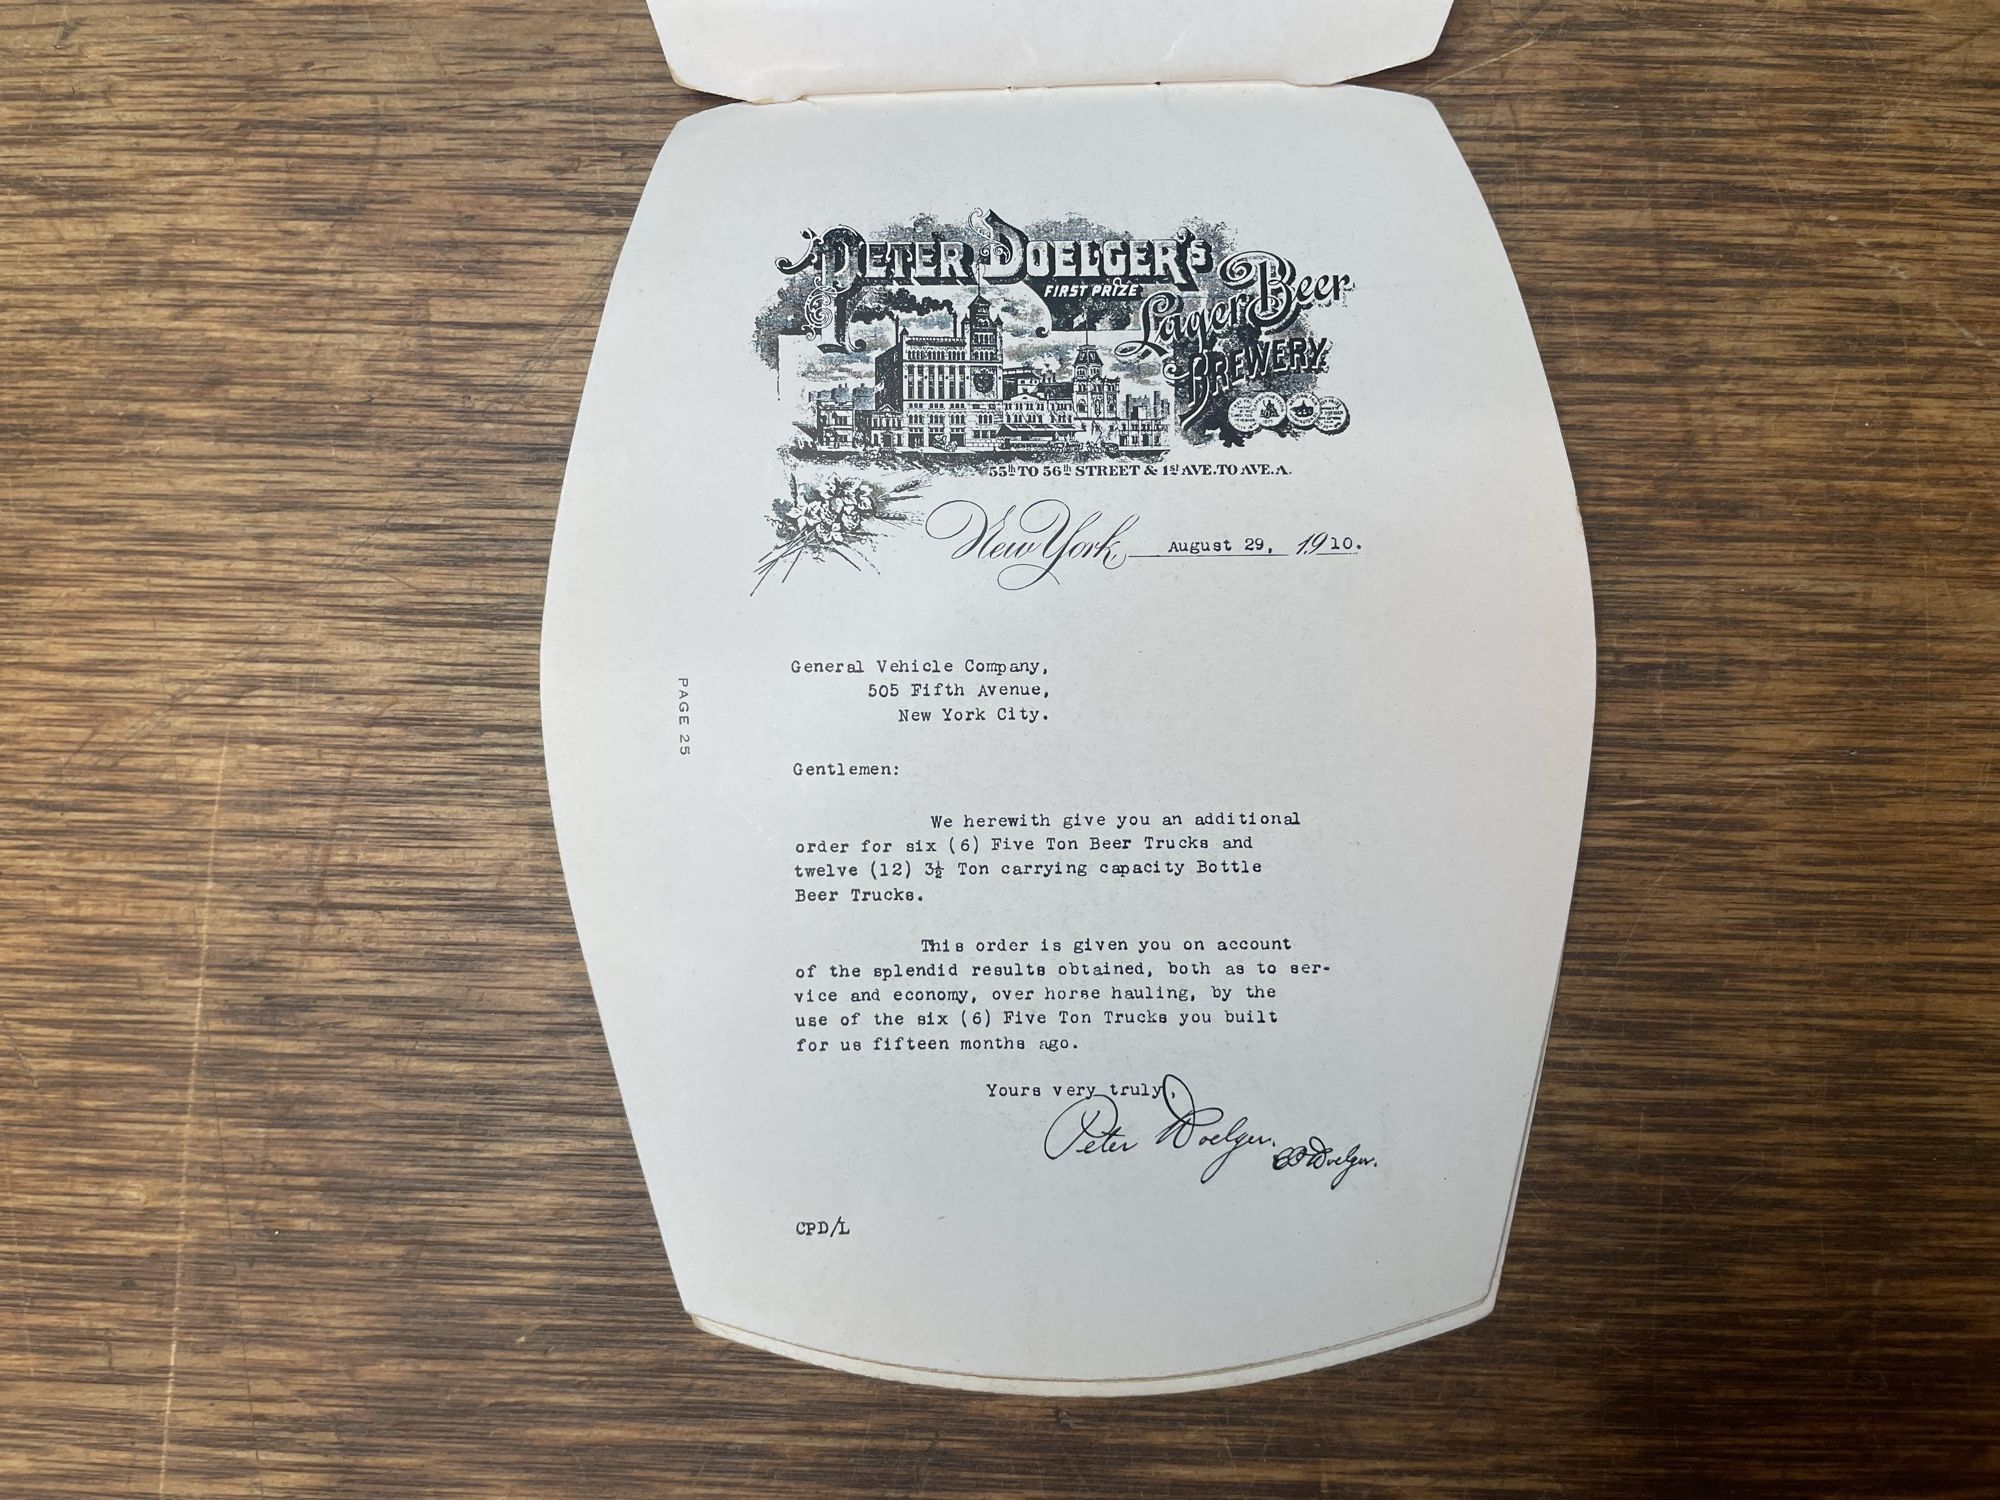 PETER DOELGER'S
FIRST PRIZE
Lager Beer
BREWERY.
55th TO 56th STREET & 1st AVE. TO AVE. A.
New York, August 29, 1910.
General Vehicle Company,
505 Fifth Avenue,
New York City.
PAGE 25
Gentlemen:
We herewith give you an additional
order for six (6) Five Ton Beer Trucks and
twelve (12) 3½ Ton carrying capacity Bottle
Beer Trucks.
This order is given you on account
of the splendid results obtained, both as to ser-
vice and economy, over horse hauling, by the
use of the six (6) Five Ton Trucks you built
for us fifteen months ago.
Yours very truly,
Peter Doelger.
CPDoelger.
CPD/L